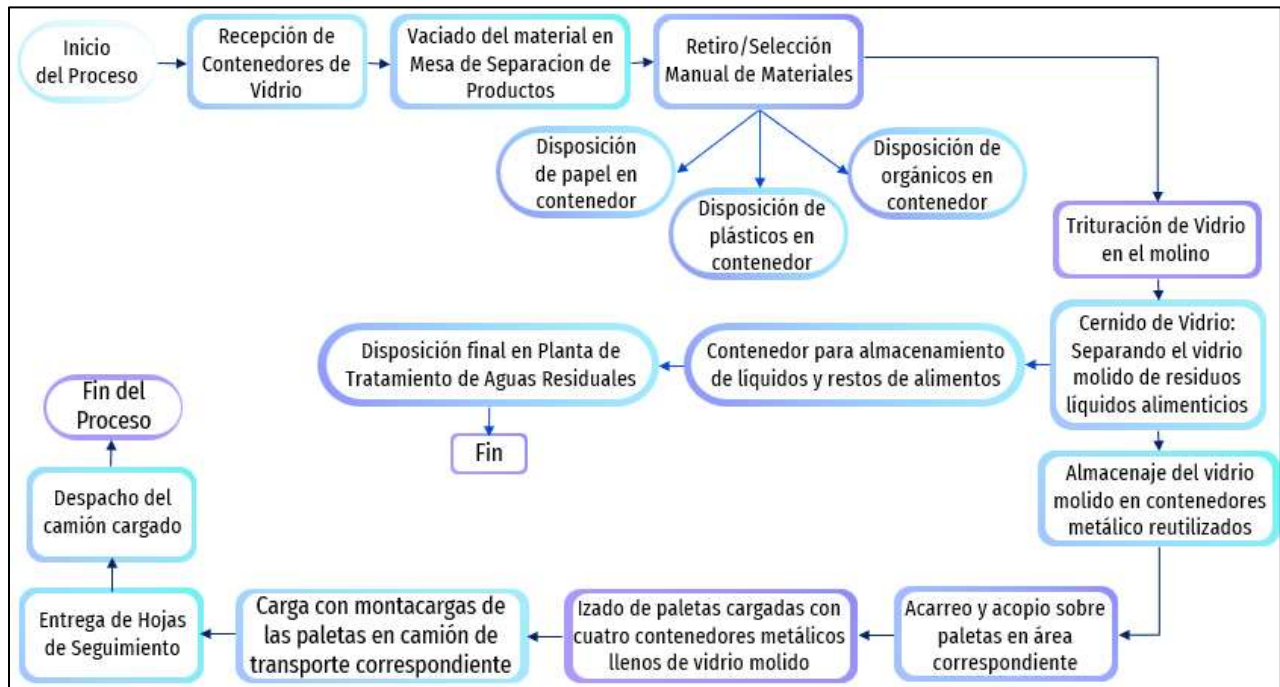 Inicio
del Proceso
Recepción de
Contenedores de
Vidrio
Vaciado del material en
Mesa de Separacion de
Productos
Retiro/Selección
Manual de Materiales
Disposición
de papel en
contenedor
Disposición de
plásticos en
contenedor
Disposición de
orgánicos en
contenedor
Trituración de Vidrio
en el molino
Cernido de Vidrio:
Separando el vidrio
molido de residuos
líquidos alimenticios
Contenedor para almacenamiento
de líquidos y restos de alimentos
Disposición final en Planta de
Tratamiento de Aguas Residuales
Fin
Almacenaje del vidrio
molido en contenedores
metálico reutilizados
Acarreo y acopio sobre
paletas en área
correspondiente
Izado de paletas cargadas con
cuatro contenedores metálicos
llenos de vidrio molido
Carga con montacargas de
las paletas en camión de
transporte correspondiente
Entrega de Hojas
de Seguimiento
Despacho del
camión cargado
Fin del
Proceso